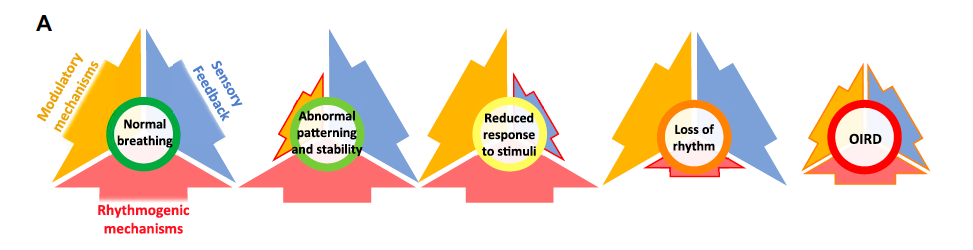 A
Modulatory
mechanisms
Sensory
Feedback
Normal
breathing
Rhythmogenic
mechanisms
Abnormal
patterning
and stability
Reduced
response
to stimuli
Loss of
rhythm
OIRD